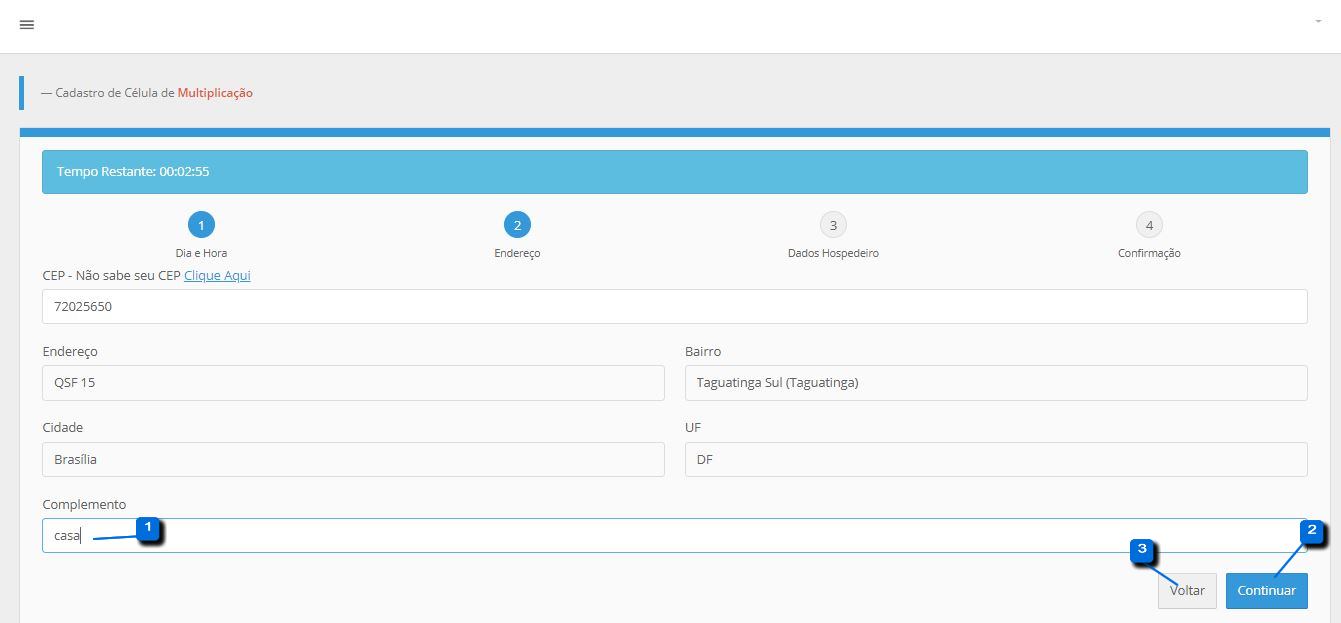 — Cadastro de Célula de Multiplicação
Tempo Restante: 00:02:55
1 2 3 4
Dia e Hora Endereço Dados Hospedeiro Confirmação
CEP - Não sabe seu CEP Clique Aqui
72025650
Endereço Bairro
QSF 15 Taguatinga Sul (Taguatinga)
Cidade UF
Brasília DF
Complemento
casa 1
3 2
Voltar Continuar